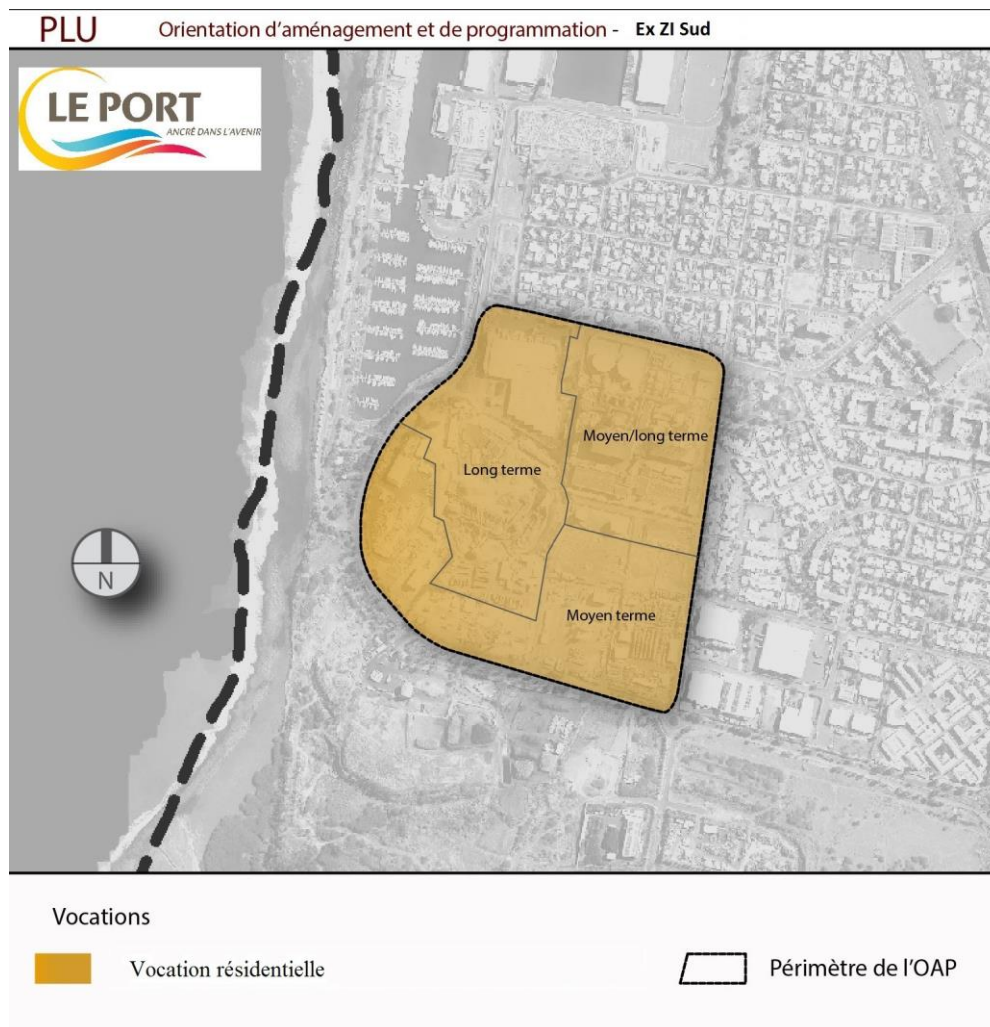 PLU Orientation d’aménagement et de programmation - Ex ZI Sud
LE PORT
ANCRÉ DANS L'AVENIR
Moyen/long terme
Long terme
N
Moyen terme
Vocations
Vocation résidentielle
Périmètre de l’OAP